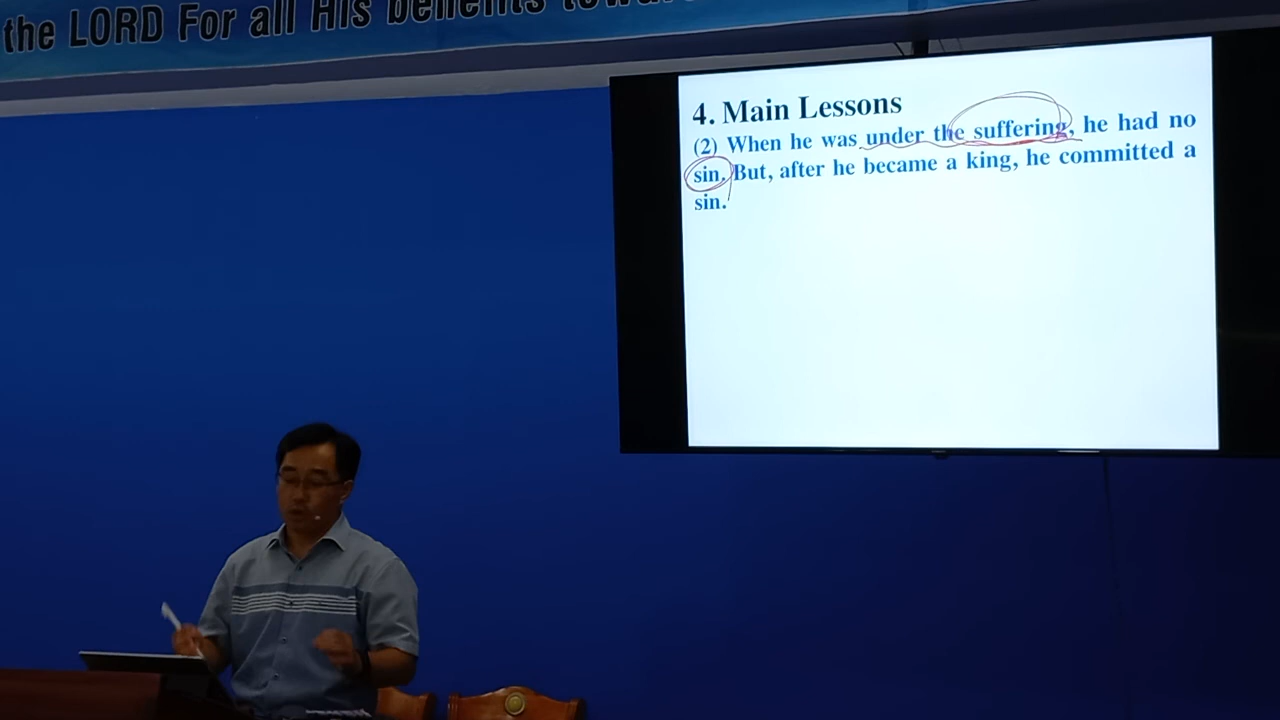 the LORD For all His benefits
4. Main Lessons
(2) When he was under the suffering, he had no
sin. But, after he became a king, he committed a
sin.